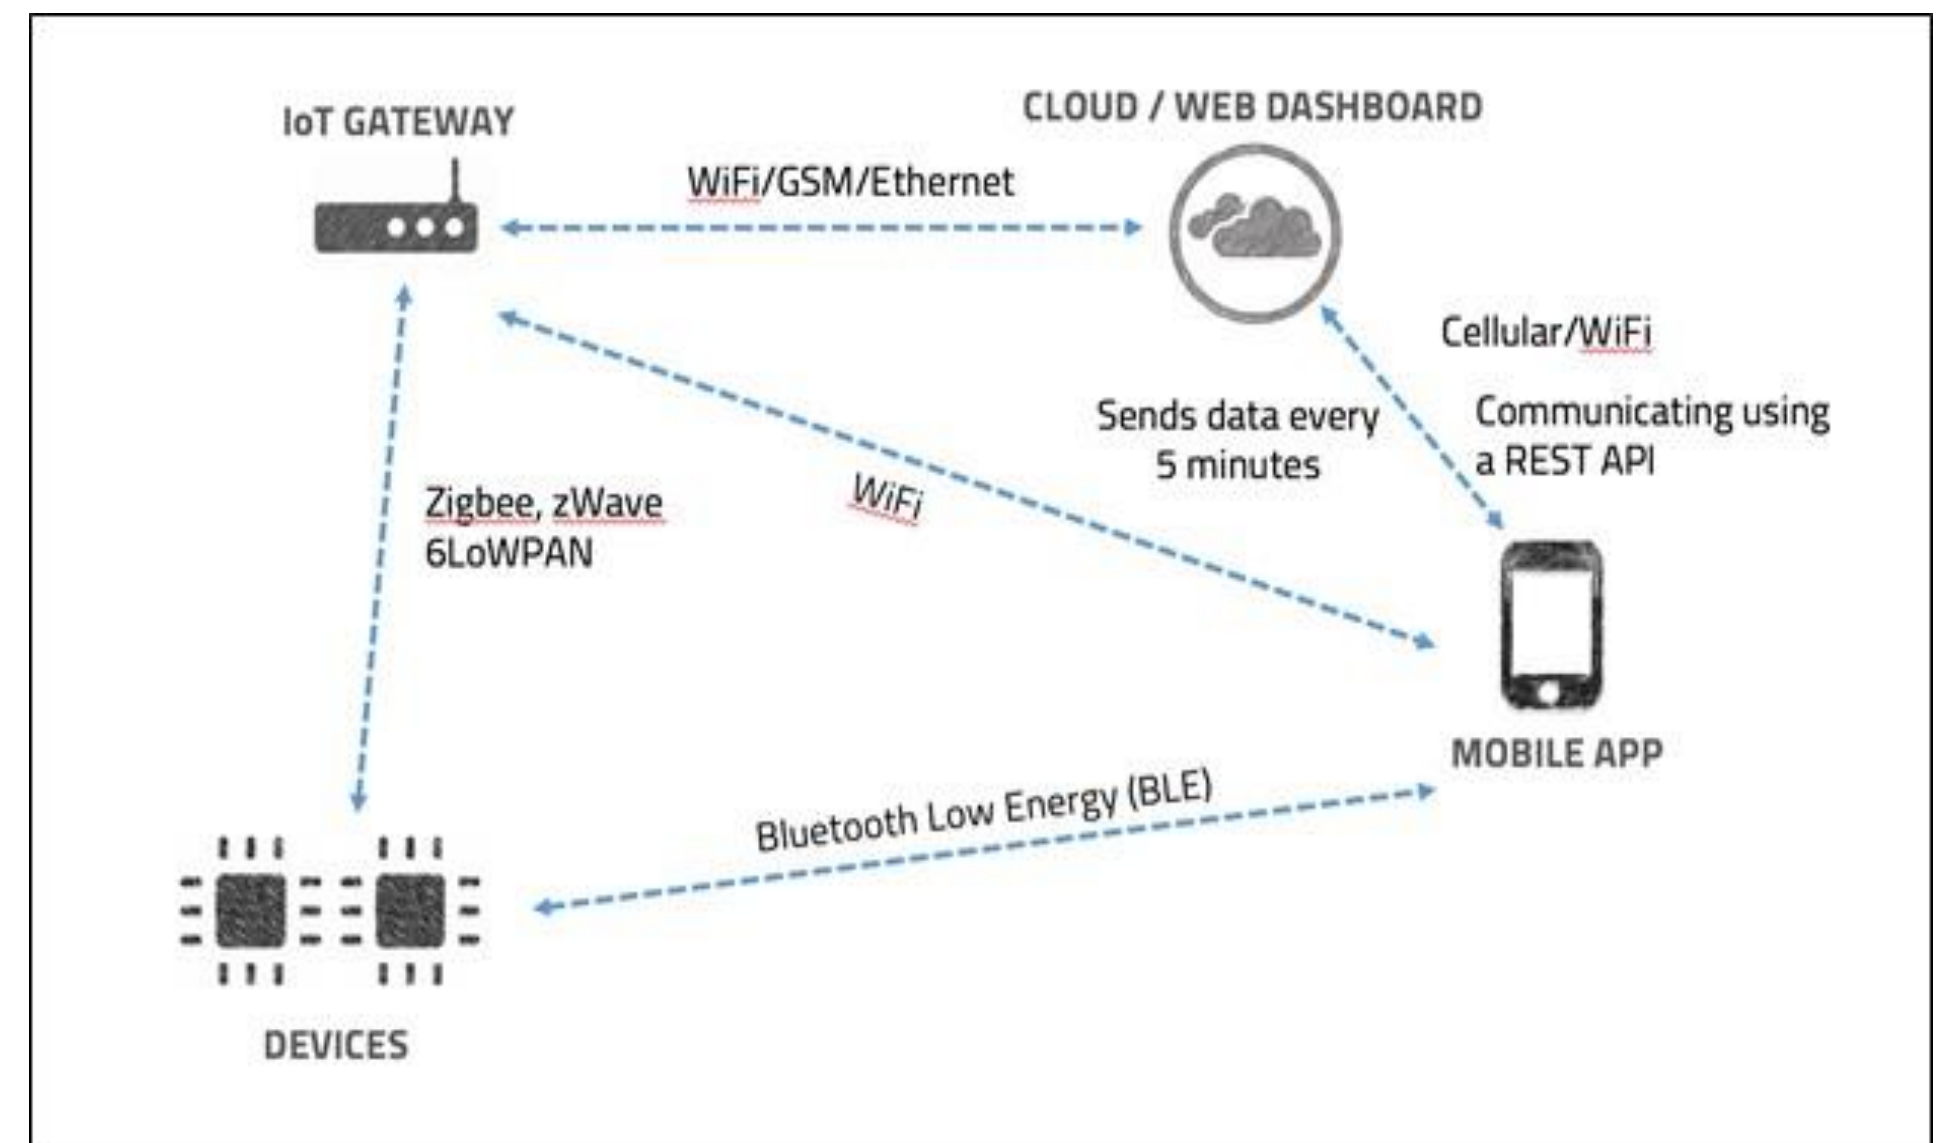 IoT GATEWAY
CLOUD / WEB DASHBOARD
WiFi/GSM/Ethernet
Cellular/WiFi
Sends data every
5 minutes
Communicating using
a REST API
WiFi
Zigbee, zWave
6LoWPAN
MOBILE APP
Bluetooth Low Energy (BLE)
DEVICES